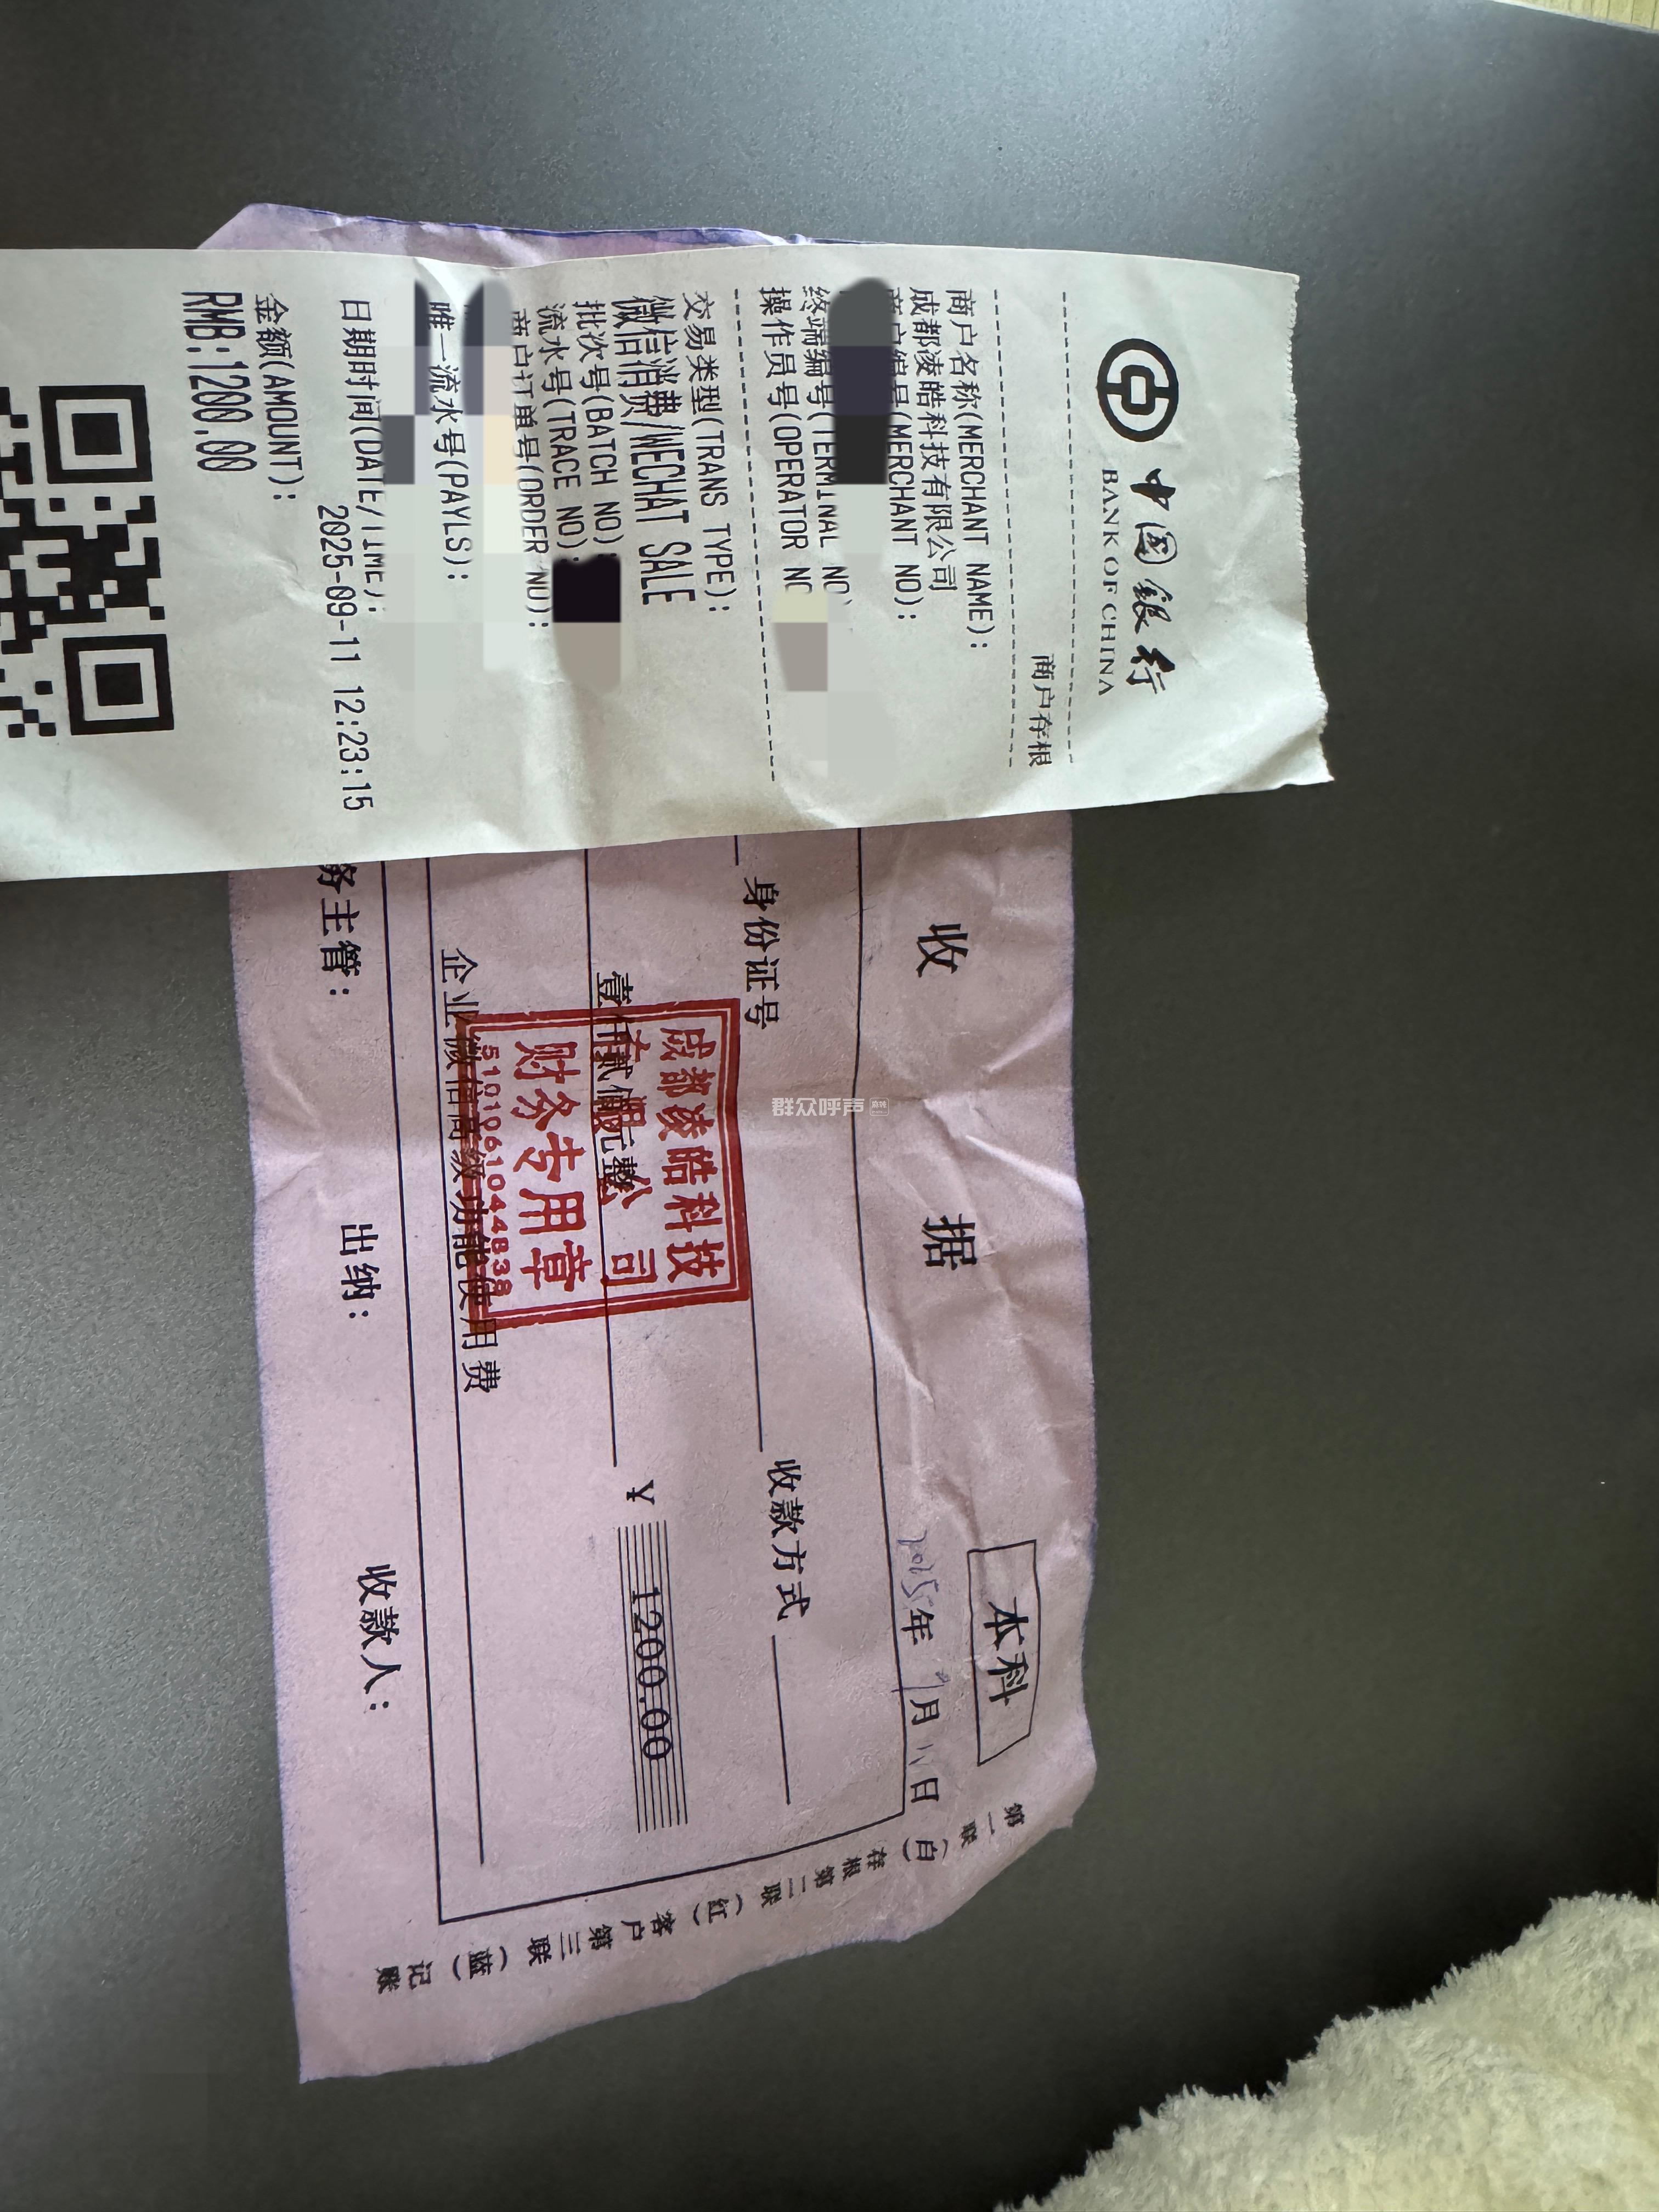 中国银行
BANK OF CHINA
商户存根
商户名称(MERCHANT NAME):
成都凌皓科技有限公司
商户编号(MERCHANT NO):
终端编号(TERMINAL NO)
操作员号(OPERATOR NO
交易类型(TRANS TYPE):
微信消费/WECHAT SALE
批次号(BATCH NO)
流水号(TRACE NO):
商户订单号(ORDER NO):
唯一流水号(PAYLS):
日期时间(DATE/TIME):
2025-09-11 12:23:15
金额(AMOUNT):
RMB:1200.00
收 据
本科
2025年 9月 11日
身份证号
收款方式
壹仟贰佰元整
¥ 1200.00
企业微信高级功能使用费
成都凌皓科技
有限公司
财务专用章
务主管:
出纳:
收款人:
第一联(白)存根第二联(红)客户第三联(蓝)记账
群众呼声